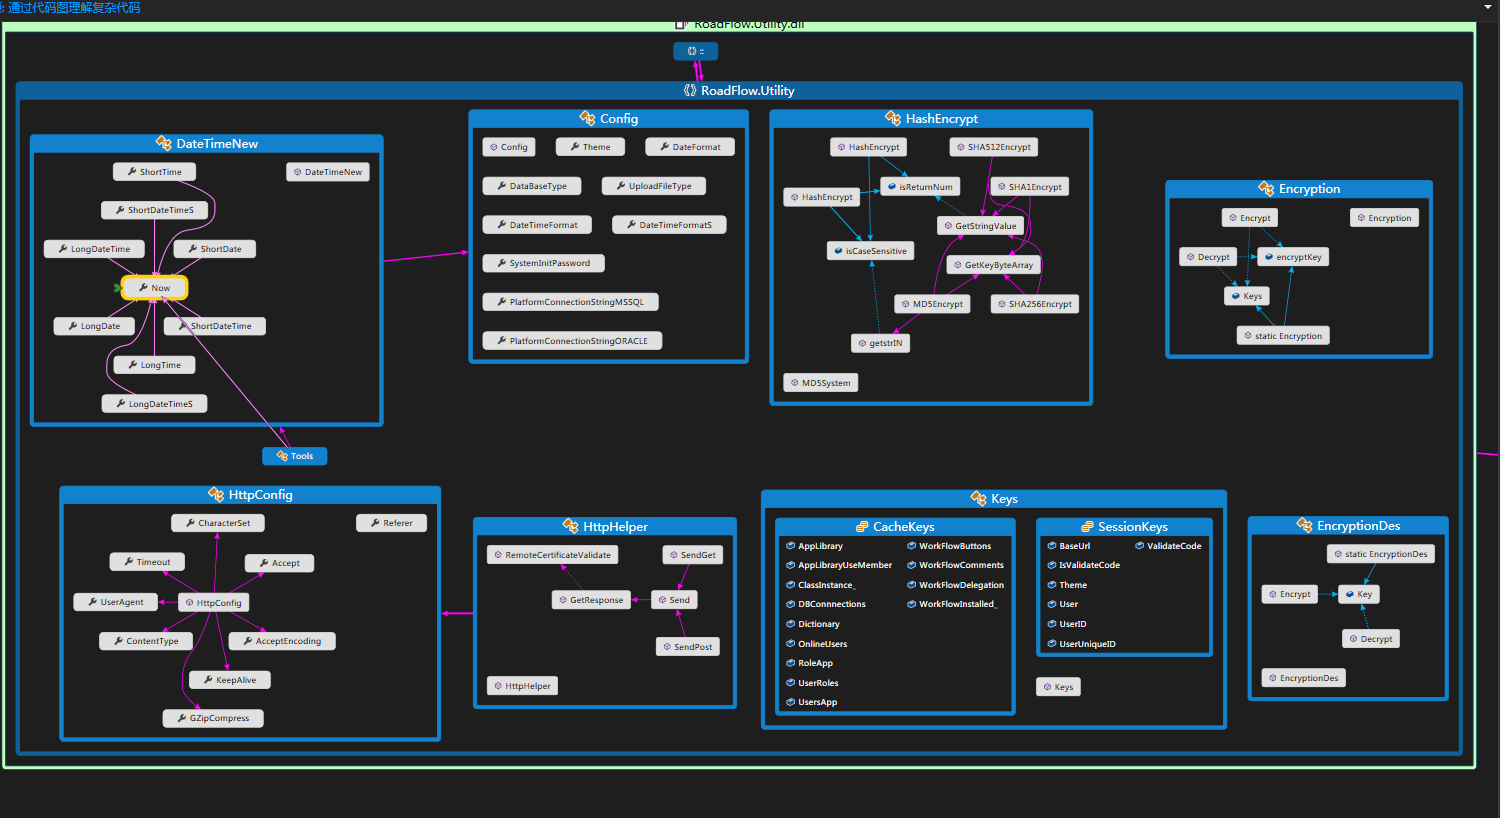 : 通过代码图理解复杂代码
RoadFlow.Utility.dll
::
RoadFlow.Utility
DateTimeNew
ShortTime
DateTimeNew
ShortDateTimeS
LongDateTime
ShortDate
Now
LongDate
ShortDateTime
LongTime
LongDateTimeS
Tools
Config
Config
Theme
DateFormat
DataBaseType
UploadFileType
DateTimeFormat
DateTimeFormatS
SystemInitPassword
PlatformConnectionStringMSSQL
PlatformConnectionStringORACLE
HashEncrypt
HashEncrypt
SHA512Encrypt
isReturnNum
SHA1Encrypt
HashEncrypt
GetStringValue
isCaseSensitive
GetKeyByteArray
MD5Encrypt
SHA256Encrypt
getstrIN
MD5System
Encryption
Encrypt
Encryption
Decrypt
encryptKey
Keys
static Encryption
HttpConfig
CharacterSet
Referer
Timeout
Accept
UserAgent
HttpConfig
ContentType
AcceptEncoding
KeepAlive
GZipCompress
HttpHelper
RemoteCertificateValidate
SendGet
GetResponse
Send
SendPost
HttpHelper
Keys
CacheKeys
AppLibrary
AppLibraryUseMember
ClassInstance_
DBConnnections
Dictionary
OnlineUsers
RoleApp
UserRoles
UsersApp
WorkFlowButtons
WorkFlowComments
WorkFlowDelegation
WorkFlowInstalled_
SessionKeys
BaseUrl
IsValidateCode
Theme
User
UserID
UserUniqueID
ValidateCode
Keys
EncryptionDes
static EncryptionDes
Encrypt
Key
Decrypt
EncryptionDes